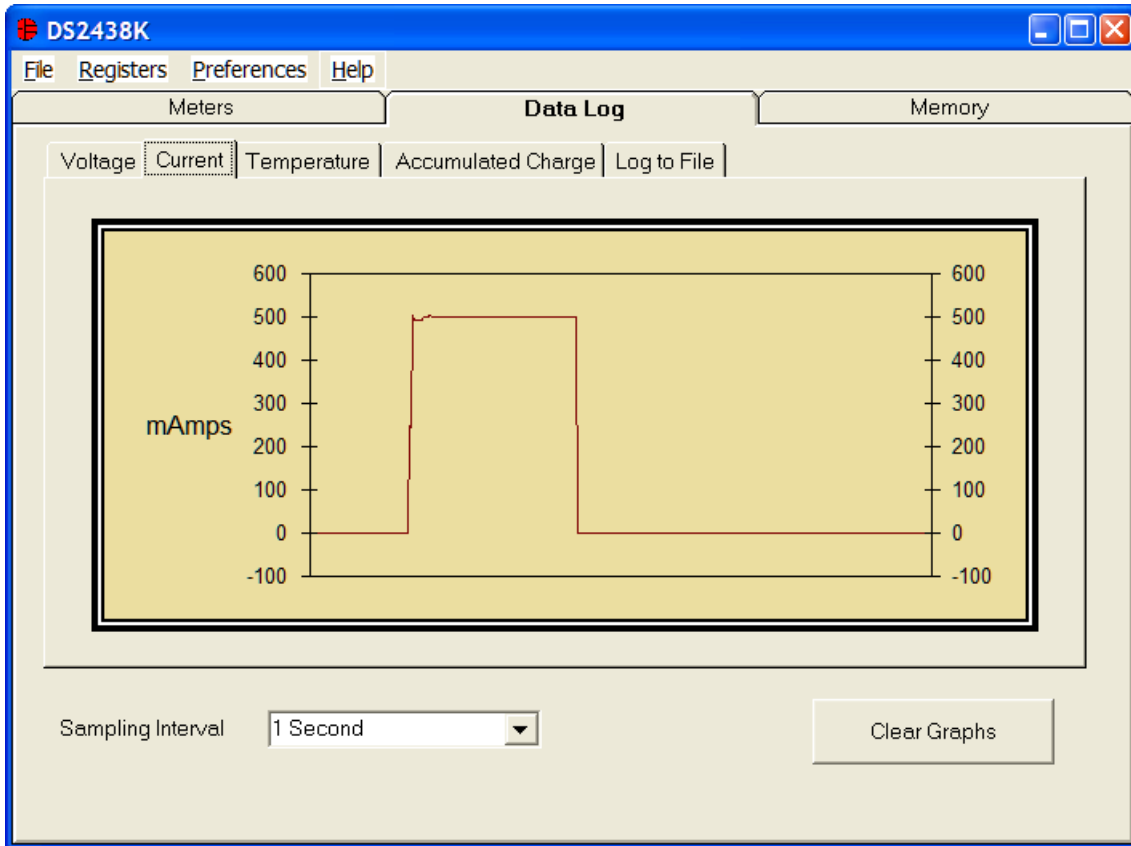 DS2438K
File Registers Preferences Help
Meters Data Log Memory
Voltage Current Temperature Accumulated Charge Log to File
600 600
500 500
400 400
300 300
mAmps
200 200
100 100
0 0
-100 -100
Sampling Interval 1 Second Clear Graphs